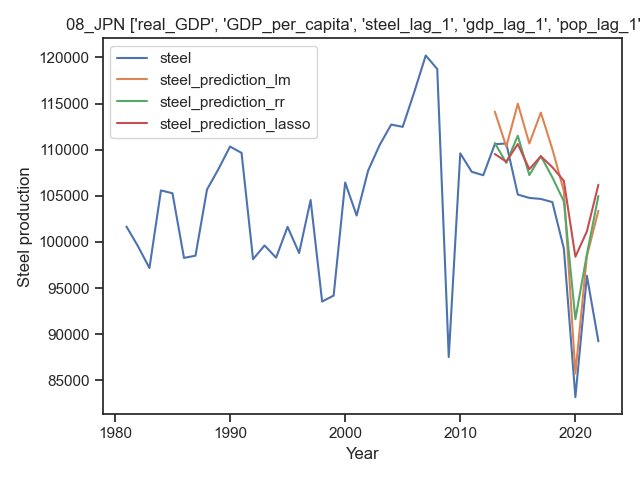 08_JPN ['real_GDP', 'GDP_per_capita', 'steel_lag_1', 'gdp_lag_1', 'pop_lag_1'
steel
steel_prediction_lm
steel_prediction_rr
steel_prediction_lasso
120000
115000
110000
105000
100000
95000
90000
85000
Steel production
1980
1990
2000
2010
2020
Year